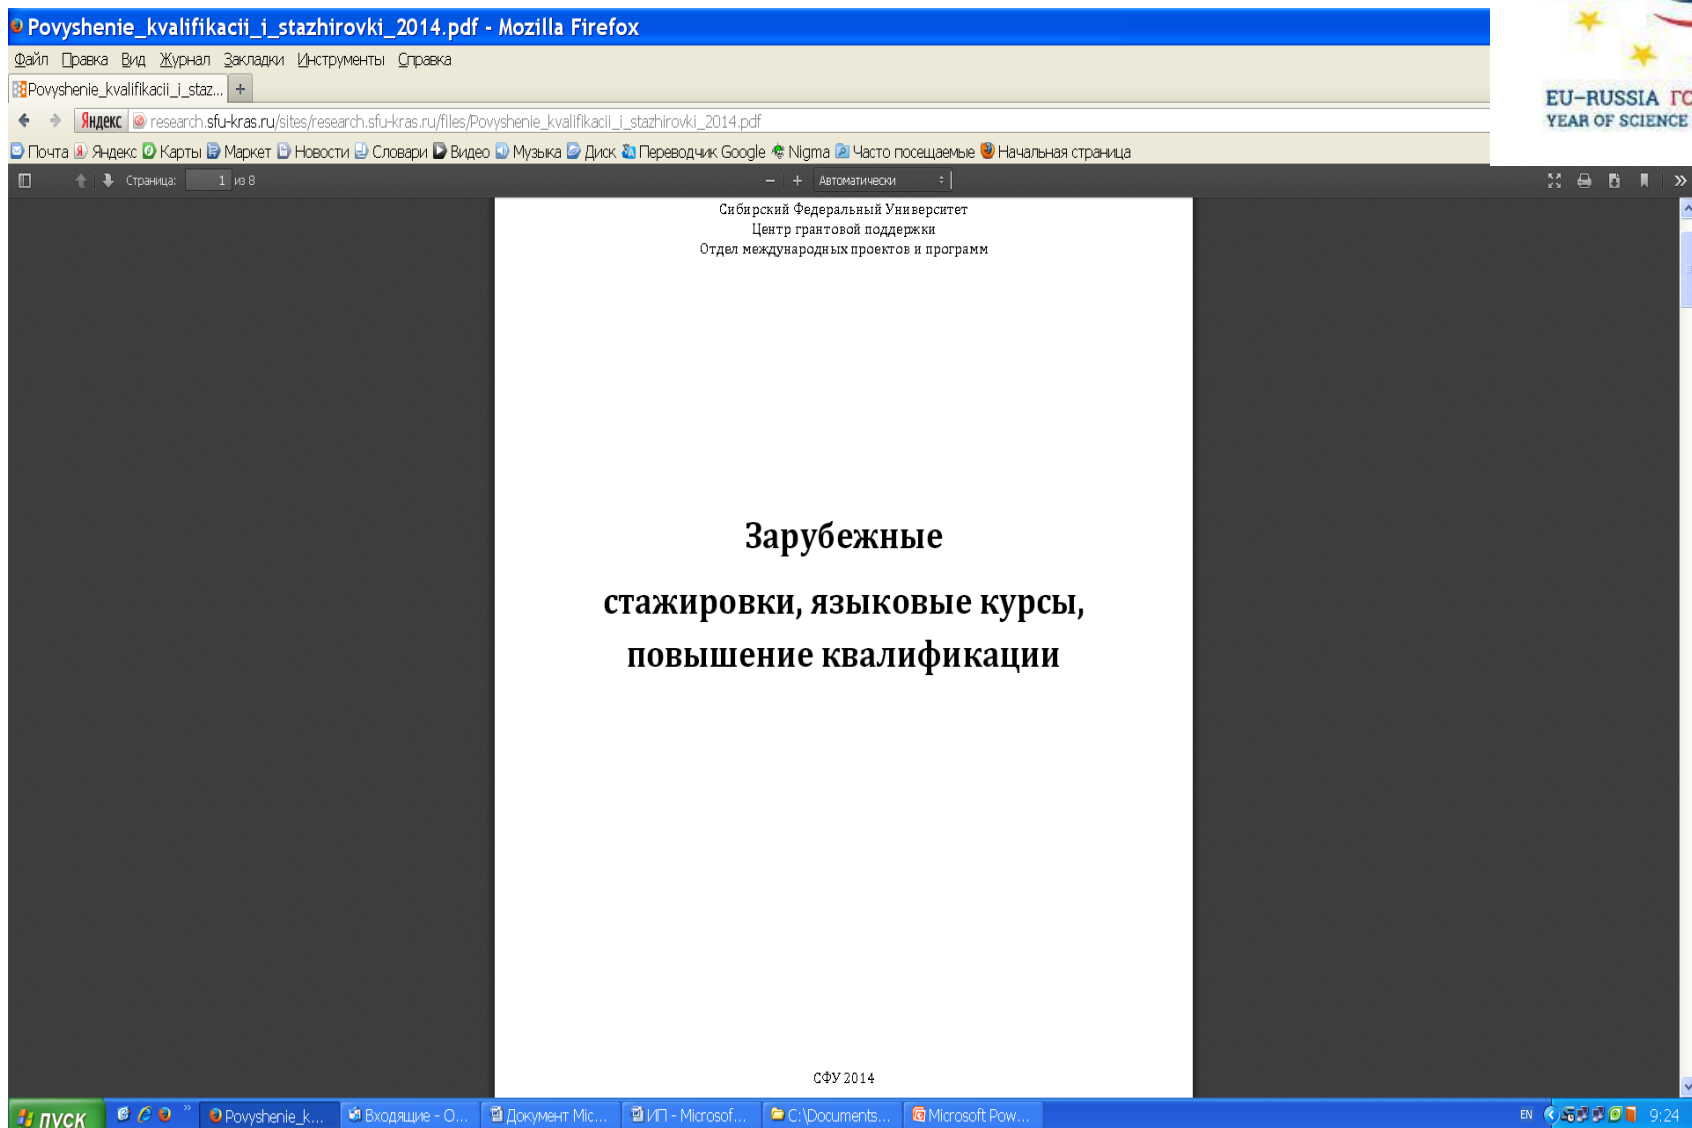 Povyshenie_kvalifikacii_i_stazhirovki_2014.pdf - Mozilla Firefox
Файл Правка Вид Журнал Закладки Инструменты Справка
Povyshenie_kvalifikacii_i_staz... +
Яндекс research.sfu-kras.ru/sites/research.sfu-kras.ru/files/Povyshenie_kvalifikacii_i_stazhirovki_2014.pdf
Почта Яндекс Карты Маркет Новости Словари Видео Музыка Диск Переводчик Google Nigma Часто посещаемые Начальная страница
EU-RUSSIA
YEAR OF SCIENCE
Страница: 1 из 8 Автоматически
Сибирский Федеральный Университет
Центр грантовой поддержки
Отдел международных проектов и программ
Зарубежные
стажировки, языковые курсы,
повышение квалификации
СФУ 2014
пуск Povyshenie_k... Входящие - O... Документ Mic... ИП - Microsof... C:\Documents... Microsoft Pow... EN 9:24